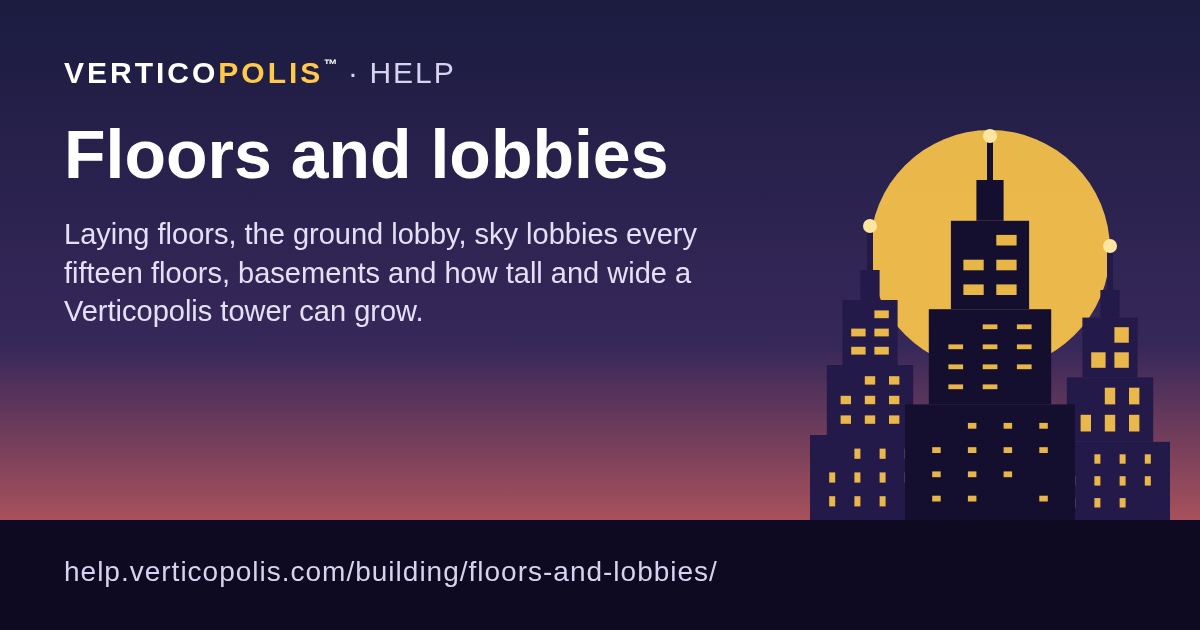 VERTICOPOLIS™ · HELP
Floors and lobbies
Laying floors, the ground lobby, sky lobbies every
fifteen floors, basements and how tall and wide a
Verticopolis tower can grow.
help.verticopolis.com/building/floors-and-lobbies/